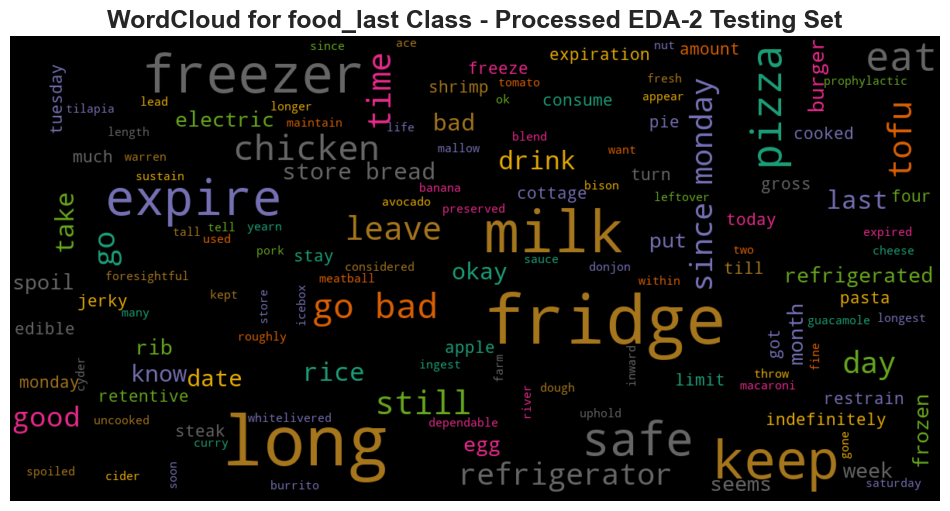 WordCloud for food_last Class - Processed EDA-2 Testing Set
since
ace
nut
amount
expiration
eat
freezer
time
freeze
burger
pizza
tuesday
tilapia
lead
longer
shrimp
tomato
fresh
prophylactic
electric
maintain
ok
consume
appear
length
life
bad
blend
pie
cooked
tofu
much
warren
chicken
mallow
drink
want
since monday
sustain
store bread
turn
gross
expire
banana
cottage
bison
leftover
last
four
take
avocado
preserved
today
go
tall
tell
yearn
used
leave
milk
put
expired
pork
stay
sauce
donjon
two
cheese
spoil
foresightful
considered
okay
within
till
refrigerated
jerky
kept
meatball
fridge
pasta
many
store
icebox
go bad
month
guacamole
longest
edible
roughly
got
fine
rib
apple
ingest
farm
inward
day
monday
cyder
know
date
rice
limit
throw
macaroni
retentive
still
dough
restrain
good
uncooked
whitelivered
river
uphold
indefinitely
frozen
steak
dependable
curry
long
egg
safe
gone
spoiled
cider
soon
burrito
refrigerator
keep
seems
week
saturday